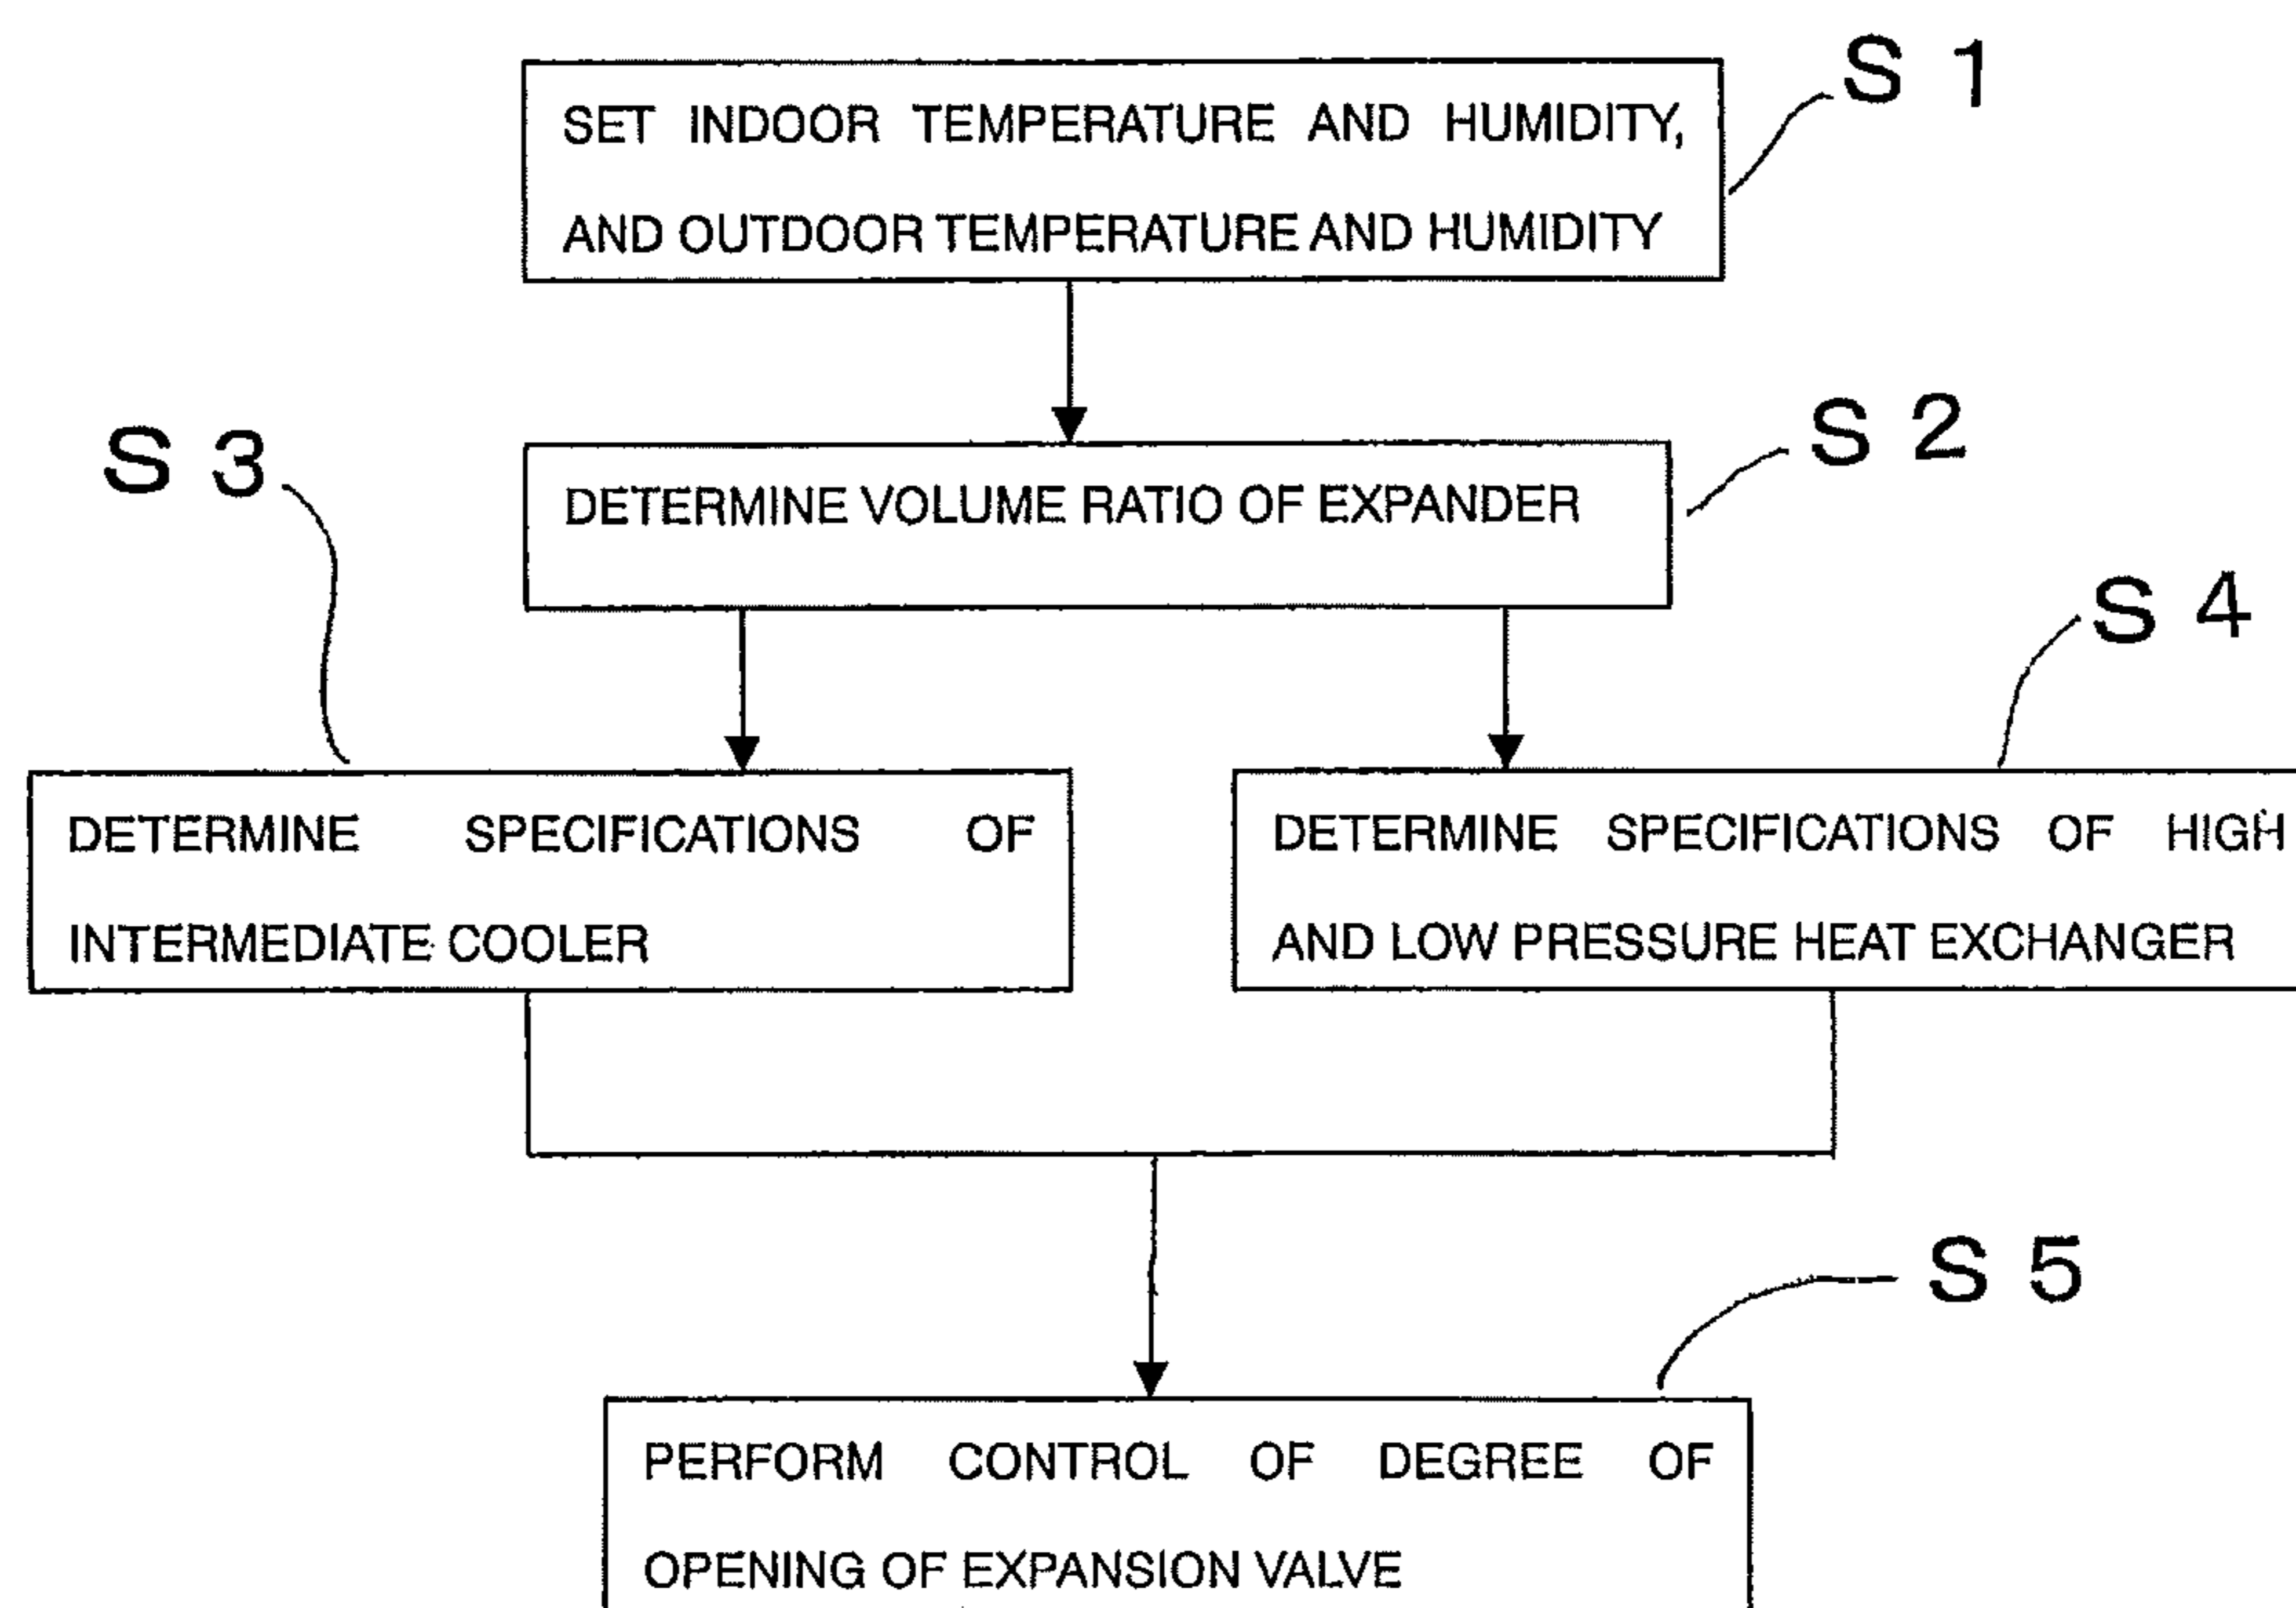 S 1
SET INDOOR TEMPERATURE AND HUMIDITY,
AND OUTDOOR TEMPERATURE AND HUMIDITY
S 2
DETERMINE VOLUME RATIO OF EXPANDER
S 3
DETERMINE SPECIFICATIONS OF
INTERMEDIATE COOLER
S 4
DETERMINE SPECIFICATIONS OF HIGH
AND LOW PRESSURE HEAT EXCHANGER
S 5
PERFORM CONTROL OF DEGREE OF
OPENING OF EXPANSION VALVE